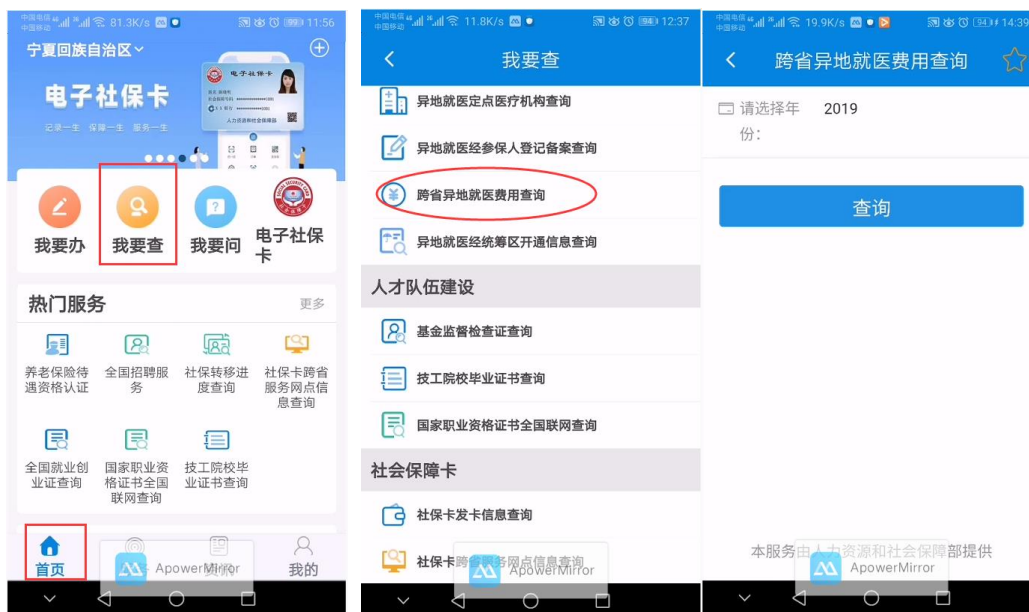 中国电信 46
中国移动
81.3K/s
11:56
宁夏回族自治区
电子社保卡
记录一生 保障一生 服务一生
电子社保卡
我要办
我要查
我要问
电子社保
卡
热门服务
更多
养老保险待
遇资格认证
全国招聘服
务
社保转移进
度查询
社保卡跨省
服务网点信
息查询
全国就业创
业证查询
国家职业资
格证书全国
联网查询
技工院校毕
业证书查询
首页
ApowerMirror
我的
中国电信 46
中国移动
11.8K/s
12:37
我要查
异地就医定点医疗机构查询
异地就医经参保人登记备案查询
跨省异地就医费用查询
异地就医经统筹区开通信息查询
人才队伍建设
基金监督检查证查询
技工院校毕业证书查询
国家职业资格证书全国联网查询
社会保障卡
社保卡发卡信息查询
社保卡跨省服务网点信息查询
ApowerMirror
中国电信 46
中国移动
19.9K/s
94
14:39
跨省异地就医费用查询
请选择年
份:
2019
查询
本服务由人力资源和社会保障部提供
ApowerMirror